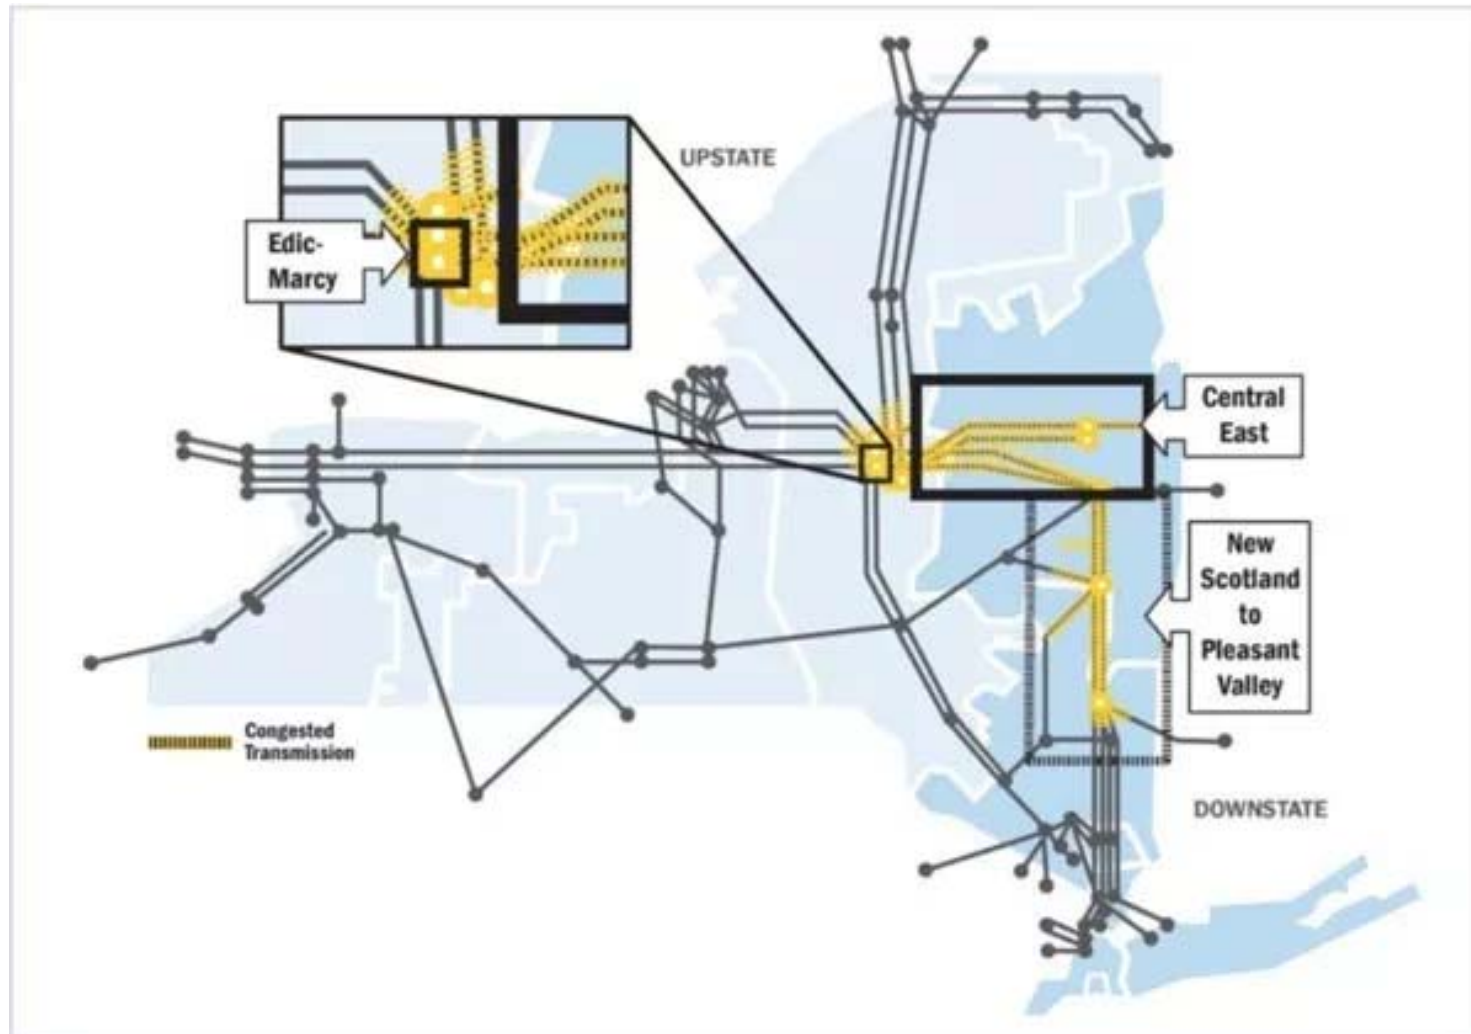 UPSTATE
Edic-
Marcy
Central
East
New
Scotland
to
Pleasant
Valley
Congested
Transmission
DOWNSTATE